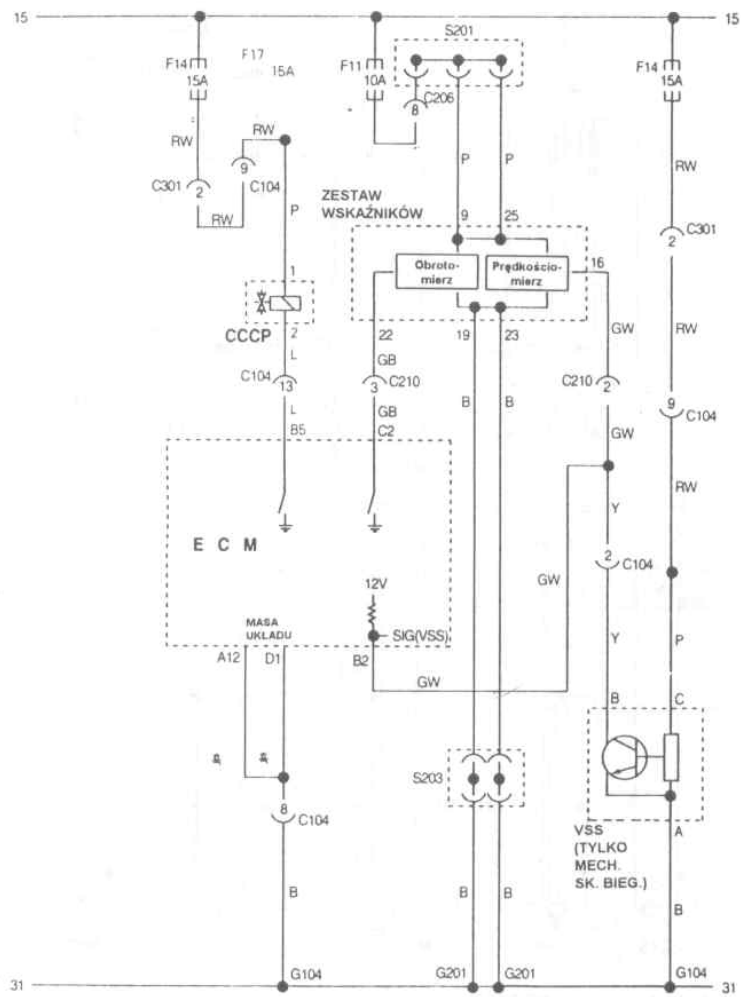 15
15
S201
F14
15A
F17
15A
F11
10A
F14
15A
C206
8
RW
RW
9
C104
C301
2
RW
P
P
P
RW
ZESTAW
WSKAŹNIKÓW
9
25
C301
2
Obroto-
mierz
Prędkościo-
mierz
16
1
CCCP
2
22
19
23
GW
RW
L
GB
C104
13
3
C210
C210
2
B
B
9
C104
L
GB
GW
B5
C2
RW
Y
E C M
2
C104
12V
GW
MASA
UKŁADU
SIG(VSS)
Y
P
A12
D1
B2
GW
B
C
S203
8
C104
VSS
(TYLKO
MECH.
SK. BIEG.)
A
B
B
B
B
G104
G201
G201
G104
31
31